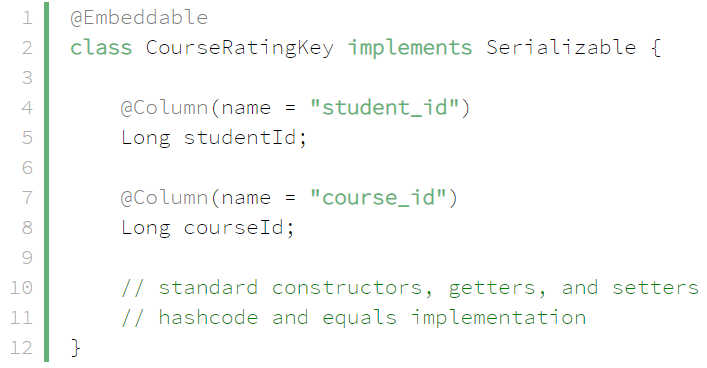 1 @Embeddable
2 class CourseRatingKey implements Serializable {
3
4     @Column(name = "student_id")
5     Long studentId;
6
7     @Column(name = "course_id")
8     Long courseId;
9
10     // standard constructors, getters, and setters
11     // hashcode and equals implementation
12 }